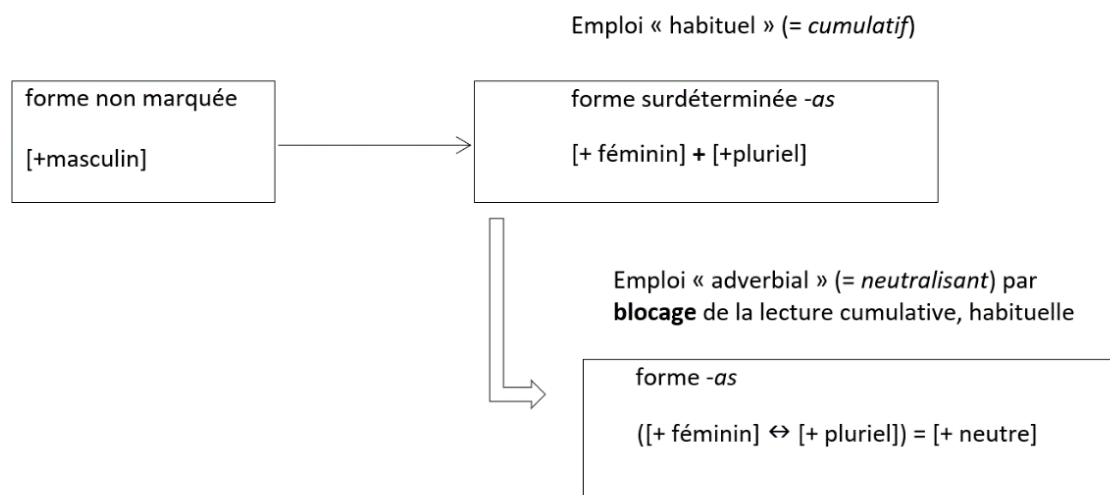 Emploi « habituel » (= cumulatif)
forme non marquée
[+masculin]
forme surdéterminée -as
[+ féminin] + [+pluriel]
Emploi « adverbial » (= neutralisant) par
blocage de la lecture cumulative, habituelle
forme -as
([+ féminin] ↔ [+ pluriel]) = [+ neutre]